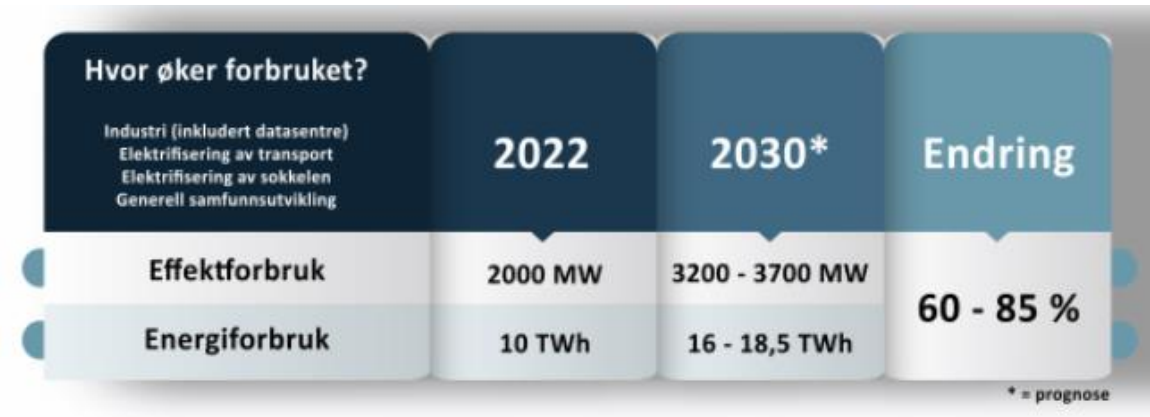 Hvor øker forbruket?
Industri (inkludert datasentre)
Elektrifisering av transport
Elektrifisering av sokkelen
Generell samfunnsutvikling
2022
2030*
Endring
Effektforbruk
2000 MW
3200 - 3700 MW
60 - 85 %
Energiforbruk
10 TWh
16 - 18,5 TWh
* = prognose